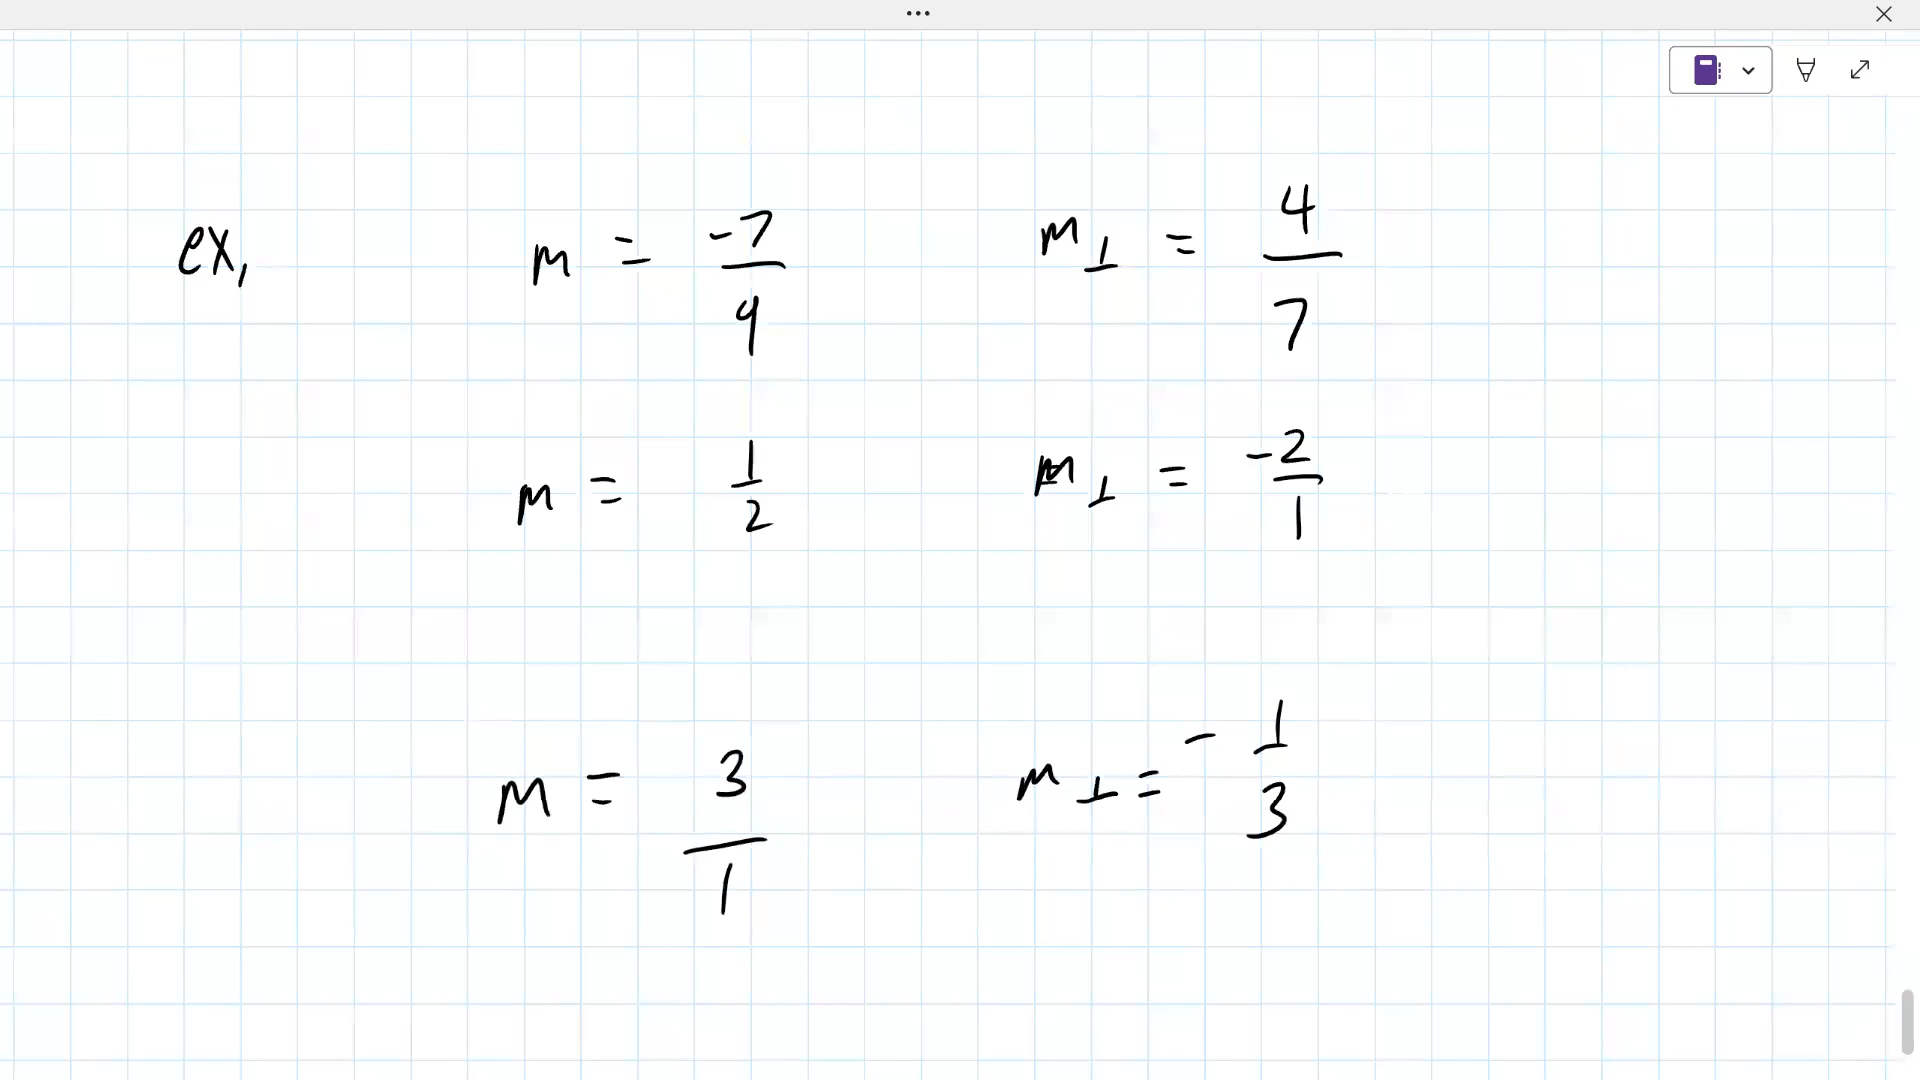 ex, m = -7/4 m⊥ = 4/7
m = 1/2 m⊥ = -2/1
m = 3/1 m⊥ = -1/3